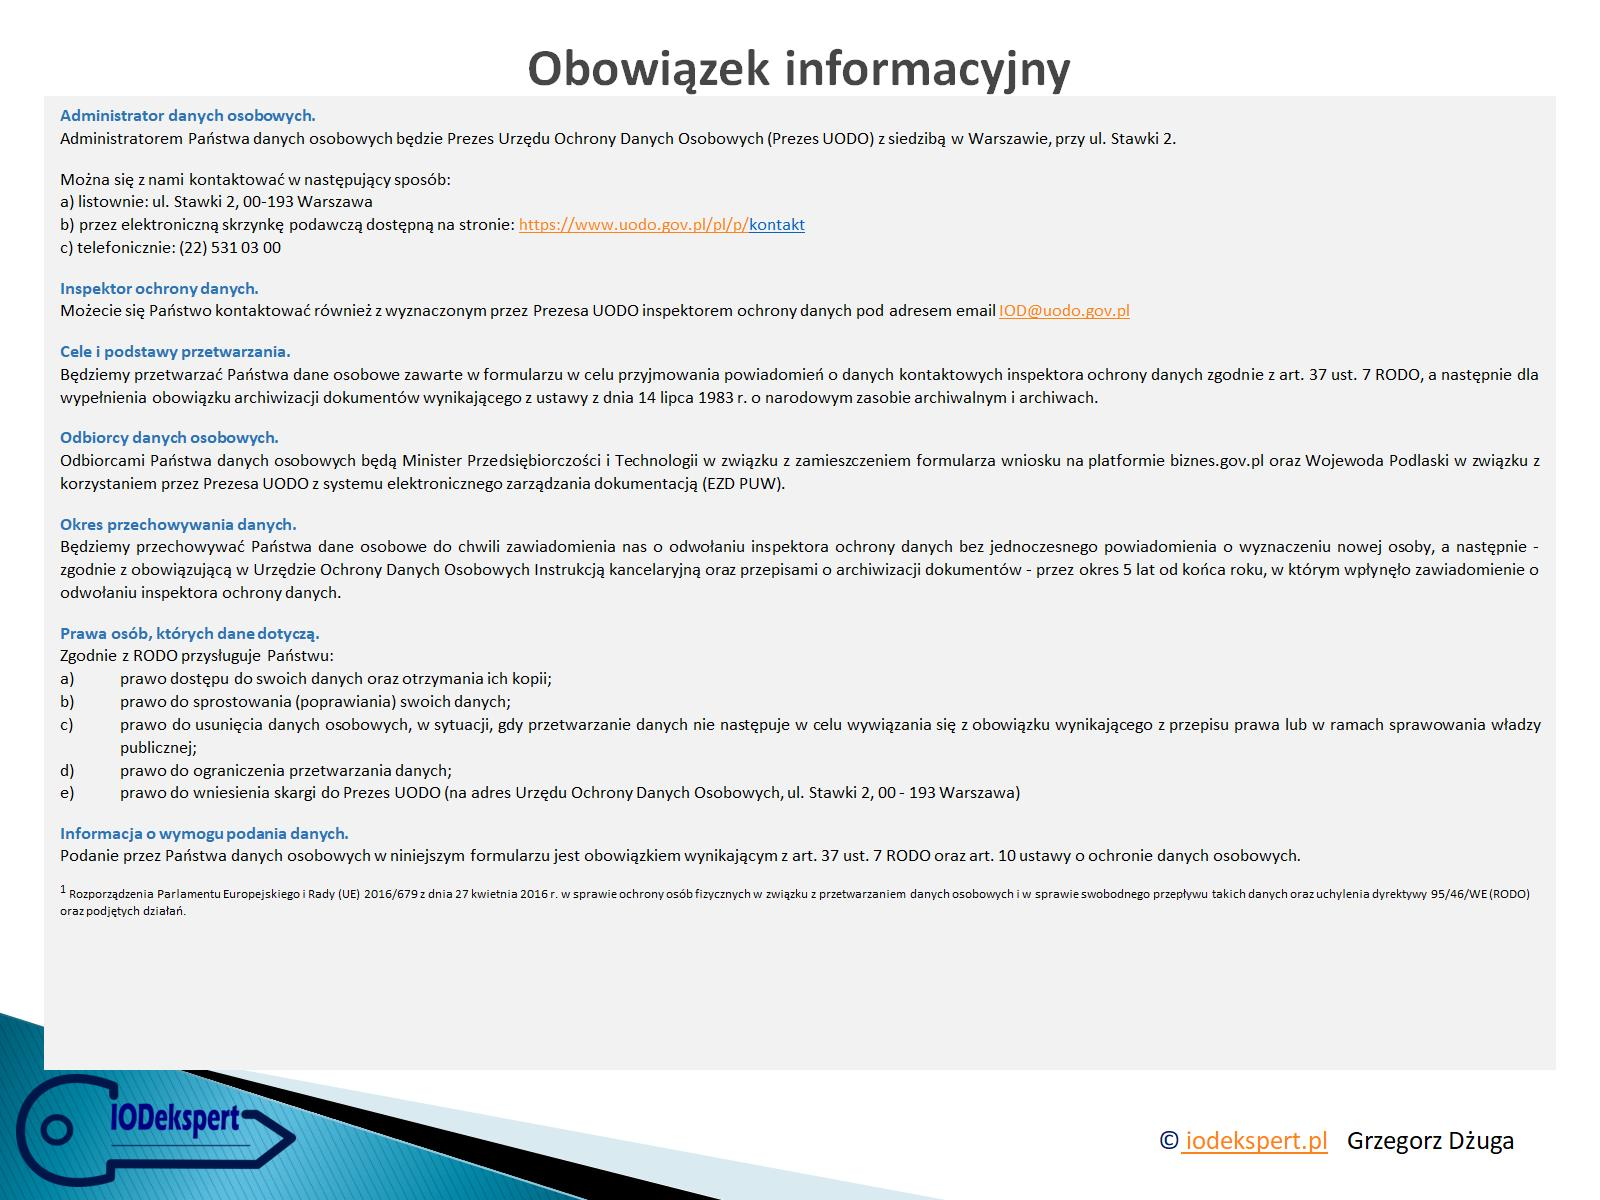 Obowiązek informacyjny
Administrator danych osobowych.
Administratorem Państwa danych osobowych będzie Prezes Urzędu Ochrony Danych Osobowych (Prezes UODO) z siedzibą w Warszawie, przy ul. Stawki 2.
Można się z nami kontaktować w następujący sposób:
a) listownie: ul. Stawki 2, 00-193 Warszawa
b) przez elektroniczną skrzynkę podawczą dostępną na stronie: https://www.uodo.gov.pl/pl/p/kontakt
c) telefonicznie: (22) 531 03 00
Inspektor ochrony danych.
Możecie się Państwo kontaktować również z wyznaczonym przez Prezesa UODO inspektorem ochrony danych pod adresem email IOD@uodo.gov.pl
Cele i podstawy przetwarzania.
Będziemy przetwarzać Państwa dane osobowe zawarte w formularzu w celu przyjmowania powiadomień o danych kontaktowych inspektora ochrony danych zgodnie z art. 37 ust. 7 RODO, a następnie dla
wypełnienia obowiązku archiwizacji dokumentów wynikającego z ustawy z dnia 14 lipca 1983 r. o narodowym zasobie archiwalnym i archiwach.
Odbiorcy danych osobowych.
Odbiorcami Państwa danych osobowych będą Minister Przedsiębiorczości i Technologii w związku z zamieszczeniem formularza wniosku na platformie biznes.gov.pl oraz Wojewoda Podlaski w związku z
korzystaniem przez Prezesa UODO z systemu elektronicznego zarządzania dokumentacją (EZD PUW).
Okres przechowywania danych.
Będziemy przechowywać Państwa dane osobowe do chwili zawiadomienia nas o odwołaniu inspektora ochrony danych bez jednoczesnego powiadomienia o wyznaczeniu nowej osoby, a następnie -
zgodnie z obowiązującą w Urzędzie Ochrony Danych Osobowych Instrukcją kancelaryjną oraz przepisami o archiwizacji dokumentów - przez okres 5 lat od końca roku, w którym wpłynęło zawiadomienie o
odwołaniu inspektora ochrony danych.
Prawa osób, których dane dotyczą.
Zgodnie z RODO przysługuje Państwu:
a) prawo dostępu do swoich danych oraz otrzymania ich kopii;
b) prawo do sprostowania (poprawiania) swoich danych;
c) prawo do usunięcia danych osobowych, w sytuacji, gdy przetwarzanie danych nie następuje w celu wywiązania się z obowiązku wynikającego z przepisu prawa lub w ramach sprawowania władzy
publicznej;
d) prawo do ograniczenia przetwarzania danych;
e) prawo do wniesienia skargi do Prezes UODO (na adres Urzędu Ochrony Danych Osobowych, ul. Stawki 2, 00 - 193 Warszawa)
Informacja o wymogu podania danych.
Podanie przez Państwa danych osobowych w niniejszym formularzu jest obowiązkiem wynikającym z art. 37 ust. 7 RODO oraz art. 10 ustawy o ochronie danych osobowych.
1 Rozporządzenia Parlamentu Europejskiego i Rady (UE) 2016/679 z dnia 27 kwietnia 2016 r. w sprawie ochrony osób fizycznych w związku z przetwarzaniem danych osobowych i w sprawie swobodnego przepływu takich danych oraz uchylenia dyrektywy 95/46/WE (RODO)
oraz podjętych działań.
IODekspert
© iodekspert.pl Grzegorz Dżuga